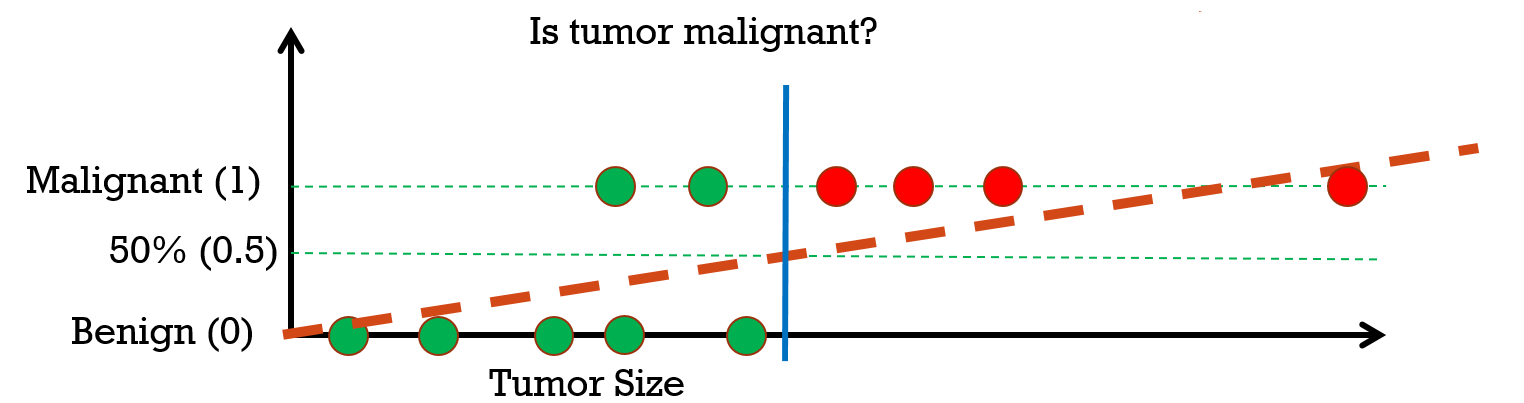 Is tumor malignant?
Malignant (1)
50% (0.5)
Benign (0)
Tumor Size